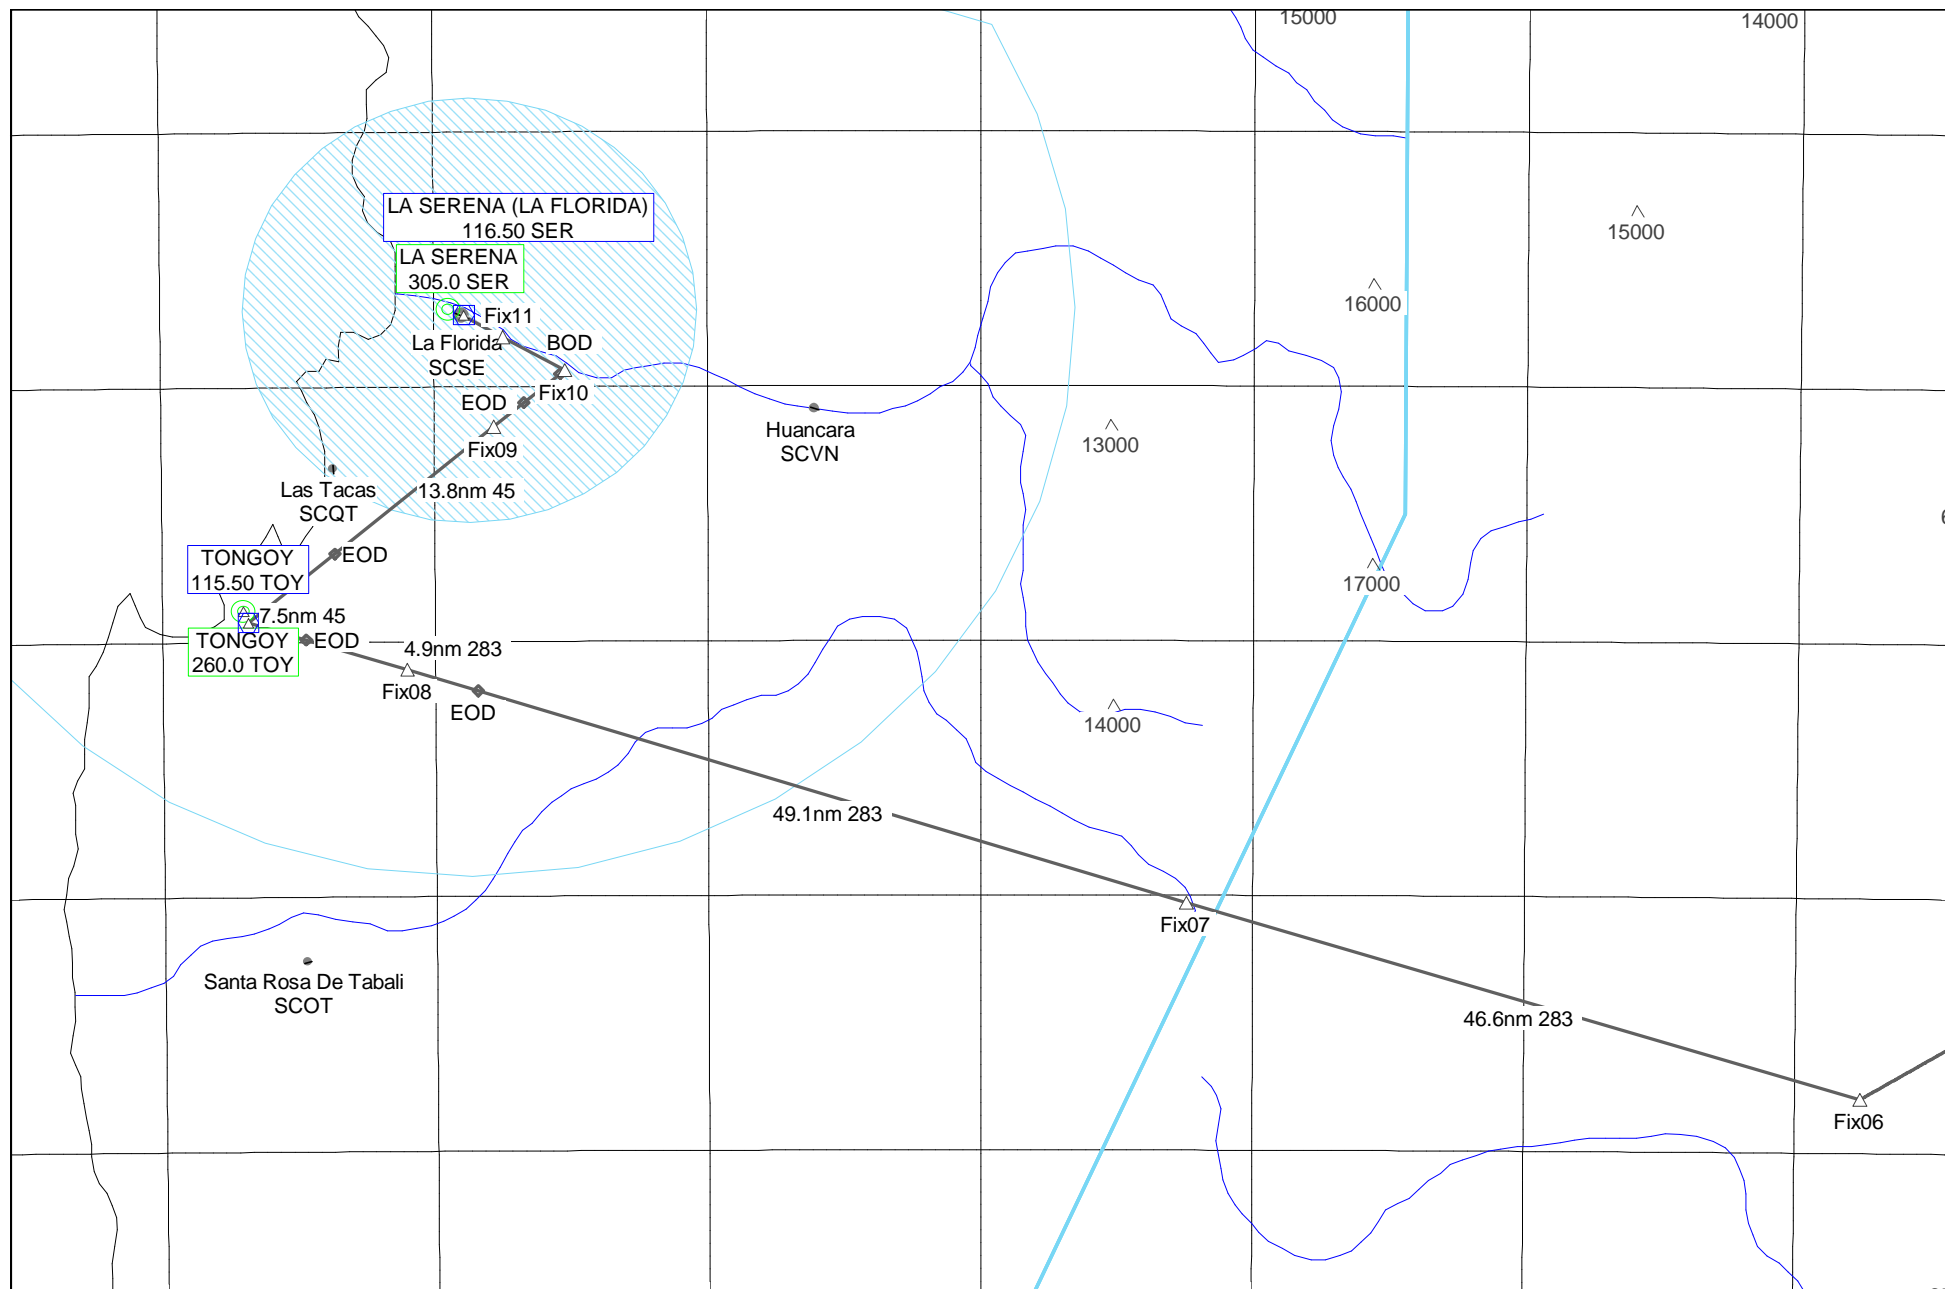 15000
14000
LA SERENA (LA FLORIDA)
116.50 SER
15000
LA SERENA
305.0 SER
16000
Fix11
La Florida
SCSE
BOD
Fix10
EOD
Fix09
Huancara
SCVN
13000
13.8nm 45
Las Tacas
SCQT
EOD
TONGOY
115.50 TOY
17000
7.5nm 45
TONGOY
260.0 TOY
EOD
4.9nm 283
Fix08
EOD
14000
49.1nm 283
Fix07
Santa Rosa De Tabali
SCOT
46.6nm 283
Fix06